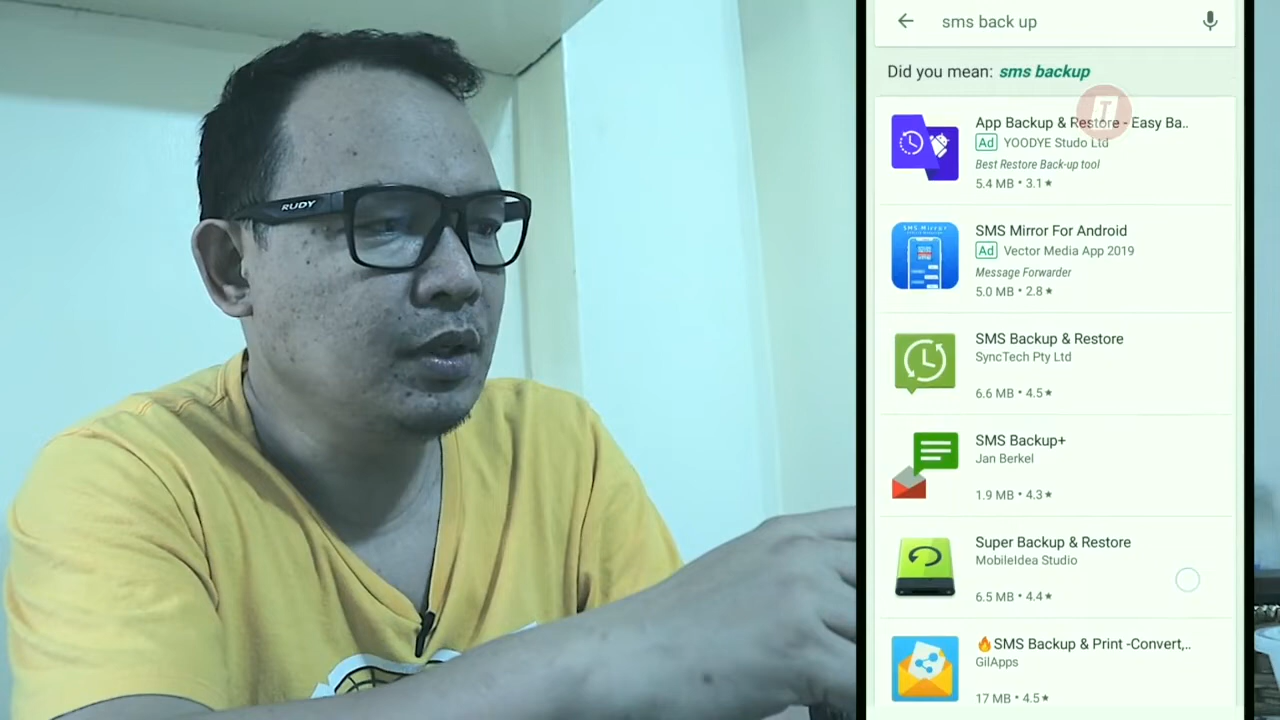 RUDY
sms back up
Did you mean: sms backup
App Backup & Restore - Easy Ba..
Ad YOODYE Studo Ltd
Best Restore Back-up tool
5.4 MB • 3.1★
SMS-Mirror
SMS Mirror For Android
Ad Vector Media App 2019
Message Forwarder
5.0 MB • 2.8★
SMS Backup & Restore
SyncTech Pty Ltd
6.6 MB • 4.5★
SMS Backup+
Jan Berkel
1.9 MB • 4.3★
Super Backup & Restore
MobileIdea Studio
6.5 MB • 4.4★
🔥SMS Backup & Print -Convert,..
GilApps
17 MB • 4.5★
T